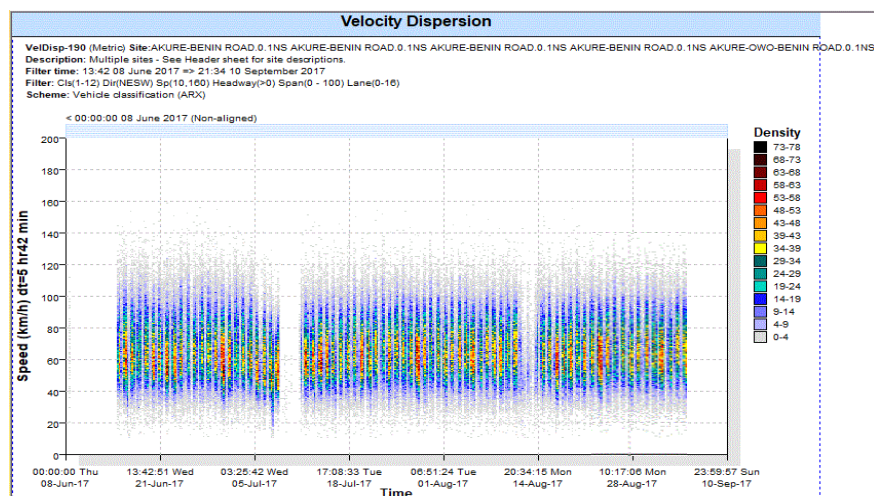 Velocity Dispersion
VelDisp-190 (Metric) Site:AKURE-BENIN ROAD.0.1NS AKURE-BENIN ROAD.0.1NS AKURE-BENIN ROAD.0.1NS AKURE-OWO-BENIN ROAD.0.1NS
Description: Multiple sites - See Header sheet for site descriptions.
Filter time: 13:42 08 June 2017 => 21:34 10 September 2017
Filter: Cls(1-12) Dir(NESW) Sp(10,160) Headway(>0) Span(0 - 100) Lane(0-16)
Scheme: Vehicle classification (ARX)
< 00:00:00 08 June 2017 (Non-aligned)
200
180
160
140
120
100
80
60
40
20
0
Speed (km/h) dt=5 hr42 min
Density
73-78
68-73
63-68
58-63
53-58
48-53
43-48
39-43
34-39
29-34
24-29
19-24
14-19
9-14
4-9
0-4
00:00:00 Thu 13:42:51 Wed 03:25:42 Wed 17:08:33 Tue 06:51:24 Tue 20:34:15 Mon 10:17:06 Mon 23:59:57 Sun
08-Jun-17 21-Jun-17 05-Jul-17 18-Jul-17 01-Aug-17 14-Aug-17 28-Aug-17 10-Sep-17
Time